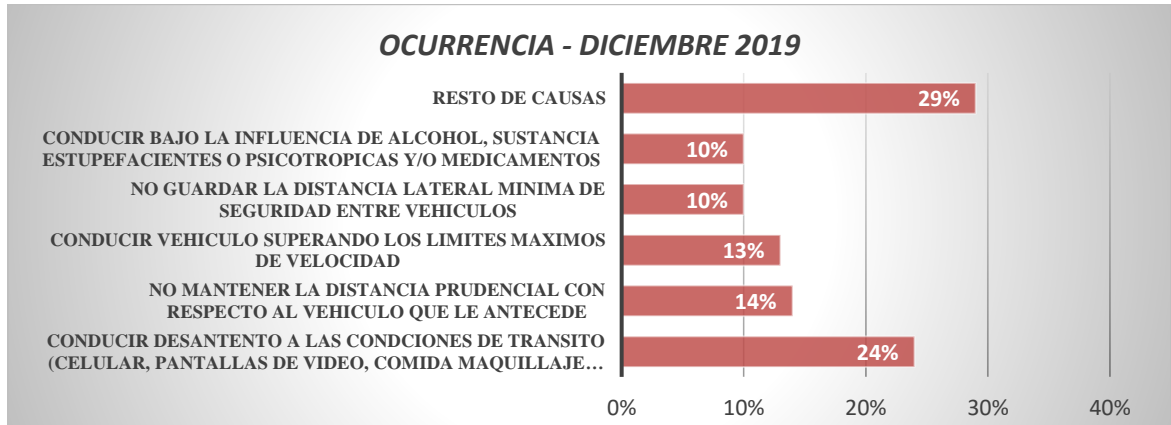 OCURRENCIA - DICIEMBRE 2019
RESTO DE CAUSAS
29%
CONDUCIR BAJO LA INFLUENCIA DE ALCOHOL, SUSTANCIA
ESTUPEFACIENTES O PSICOTROPICAS Y/O MEDICAMENTOS
10%
NO GUARDAR LA DISTANCIA LATERAL MINIMA DE
SEGURIDAD ENTRE VEHICULOS
10%
CONDUCIR VEHICULO SUPERANDO LOS LIMITES MAXIMOS
DE VELOCIDAD
13%
NO MANTENER LA DISTANCIA PRUDENCIAL CON
RESPECTO AL VEHICULO QUE LE ANTECEDE
14%
CONDUCIR DESANTENTO A LAS CONDCIONES DE TRANSITO
(CELULAR, PANTALLAS DE VIDEO, COMIDA MAQUILLAJE…
24%
0% 10% 20% 30% 40%